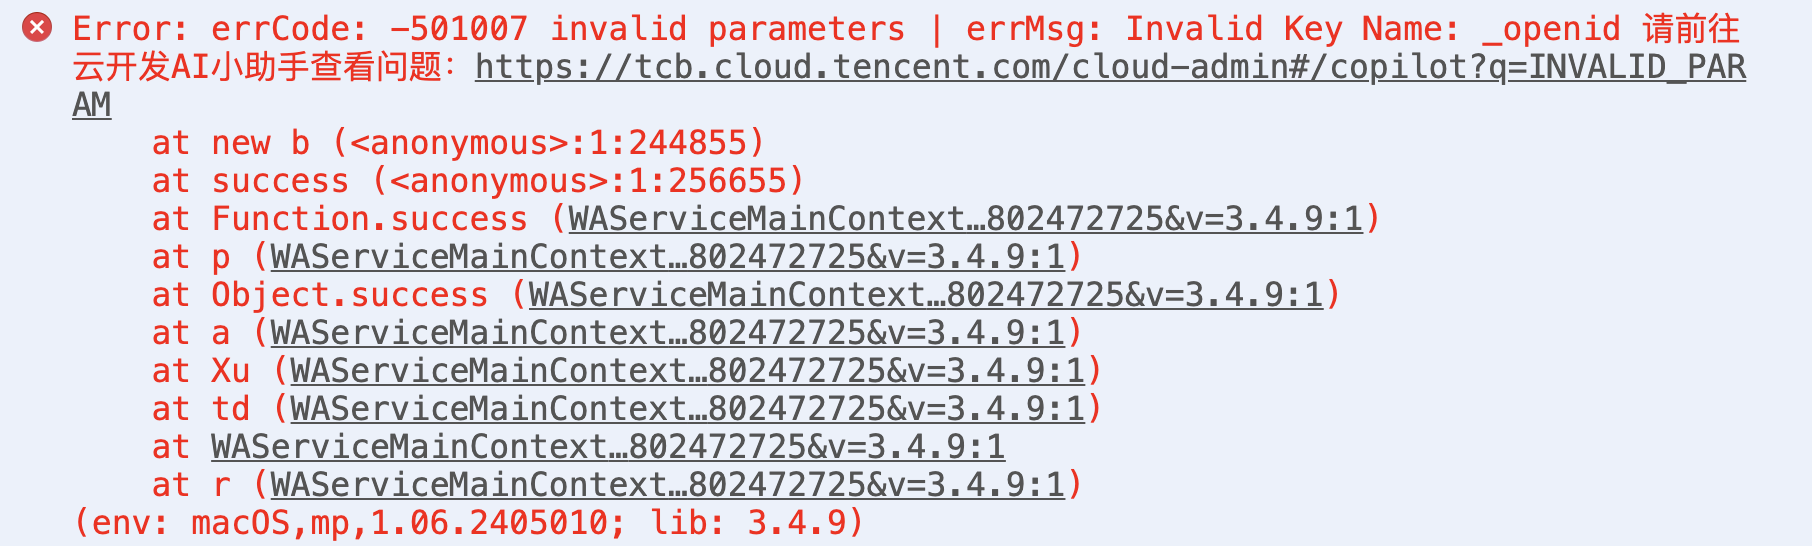 Error: errCode: -501007 invalid parameters | errMsg: Invalid Key Name: _openid 请前往
云开发AI小助手查看问题：https://tcb.cloud.tencent.com/cloud-admin#/copilot?q=INVALID_PAR
AM
at new b (<anonymous>:1:244855)
at success (<anonymous>:1:256655)
at Function.success (WAServiceMainContext…802472725&v=3.4.9:1)
at p (WAServiceMainContext…802472725&v=3.4.9:1)
at Object.success (WAServiceMainContext…802472725&v=3.4.9:1)
at a (WAServiceMainContext…802472725&v=3.4.9:1)
at Xu (WAServiceMainContext…802472725&v=3.4.9:1)
at td (WAServiceMainContext…802472725&v=3.4.9:1)
at WAServiceMainContext…802472725&v=3.4.9:1
at r (WAServiceMainContext…802472725&v=3.4.9:1)
(env: macOS,mp,1.06.2405010; lib: 3.4.9)